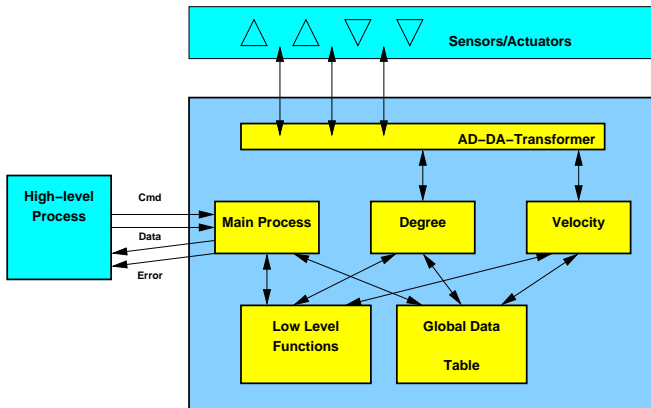 Sensors/Actuators
AD–DA–Transformer
High–level
Process
Cmd
Data
Error
Main Process
Degree
Velocity
Low Level
Functions
Global Data
Table